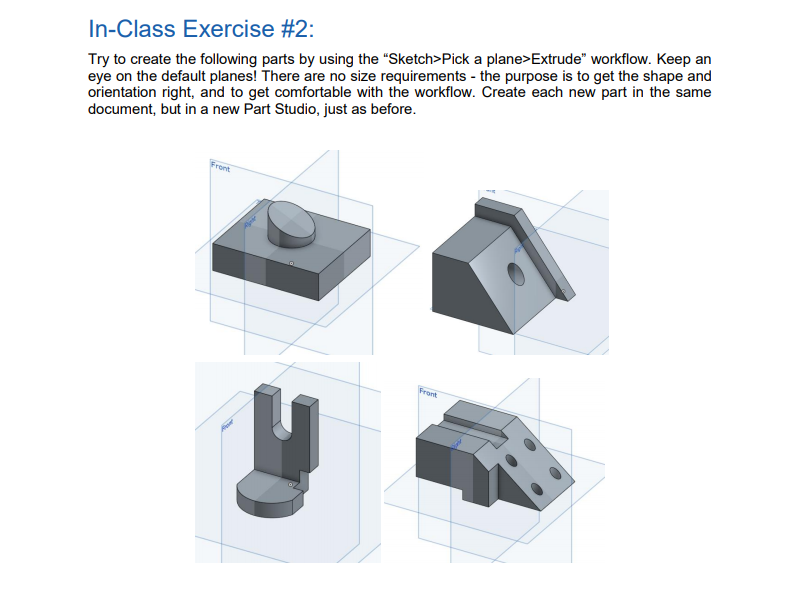 In-Class Exercise #2:
Try to create the following parts by using the “Sketch>Pick a plane>Extrude” workflow. Keep an
eye on the default planes! There are no size requirements - the purpose is to get the shape and
orientation right, and to get comfortable with the workflow. Create each new part in the same
document, but in a new Part Studio, just as before.
Front
Front